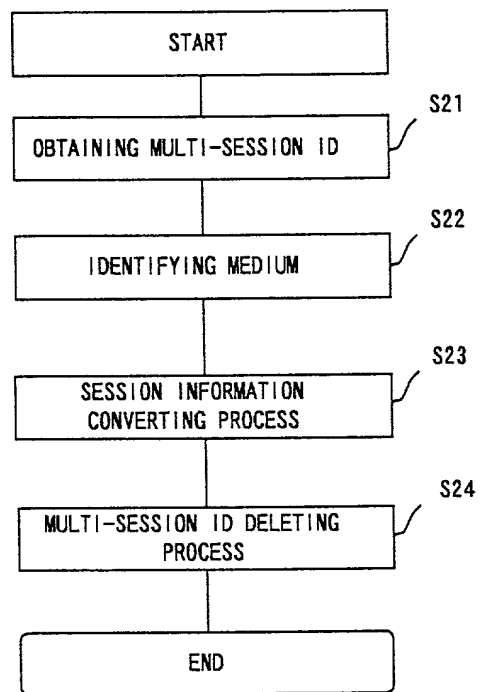 START
S21
OBTAINING MULTI-SESSION ID
S22
IDENTIFYING MEDIUM
S23
SESSION INFORMATION
CONVERTING PROCESS
S24
MULTI-SESSION ID DELETING
PROCESS
END